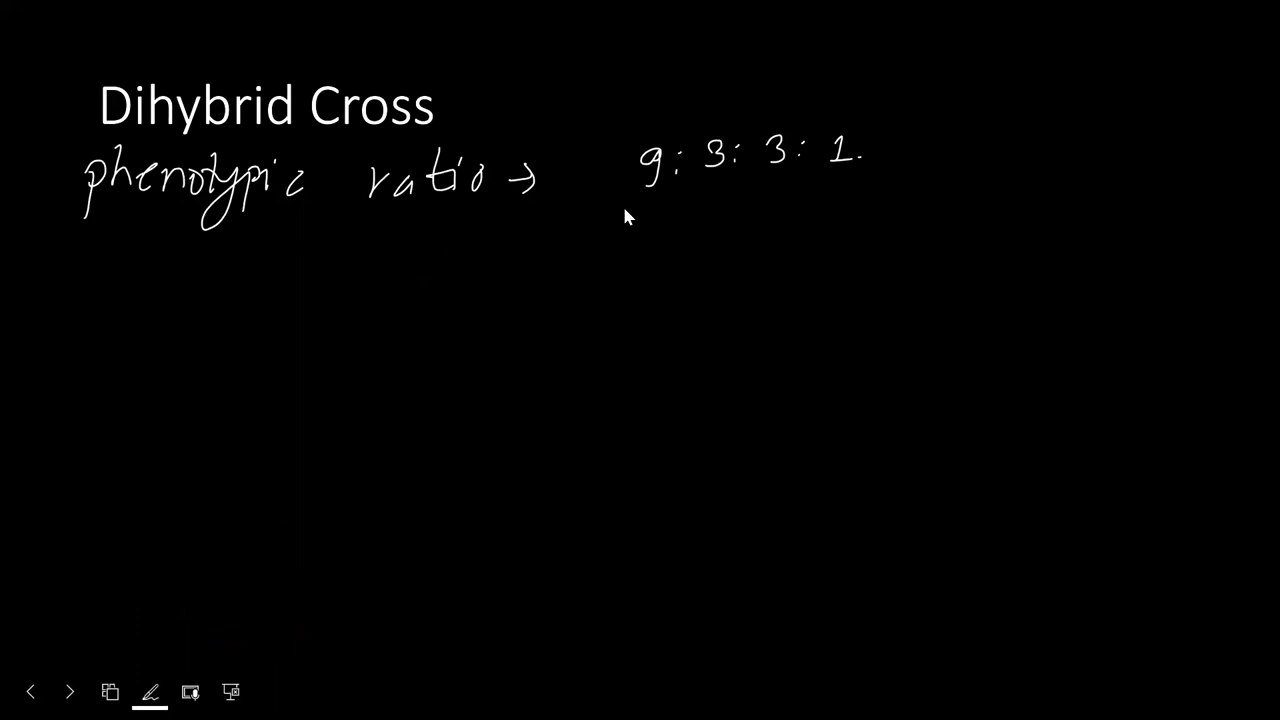 Dihybrid Cross
phenotypic ratio → 9: 3: 3: 1.